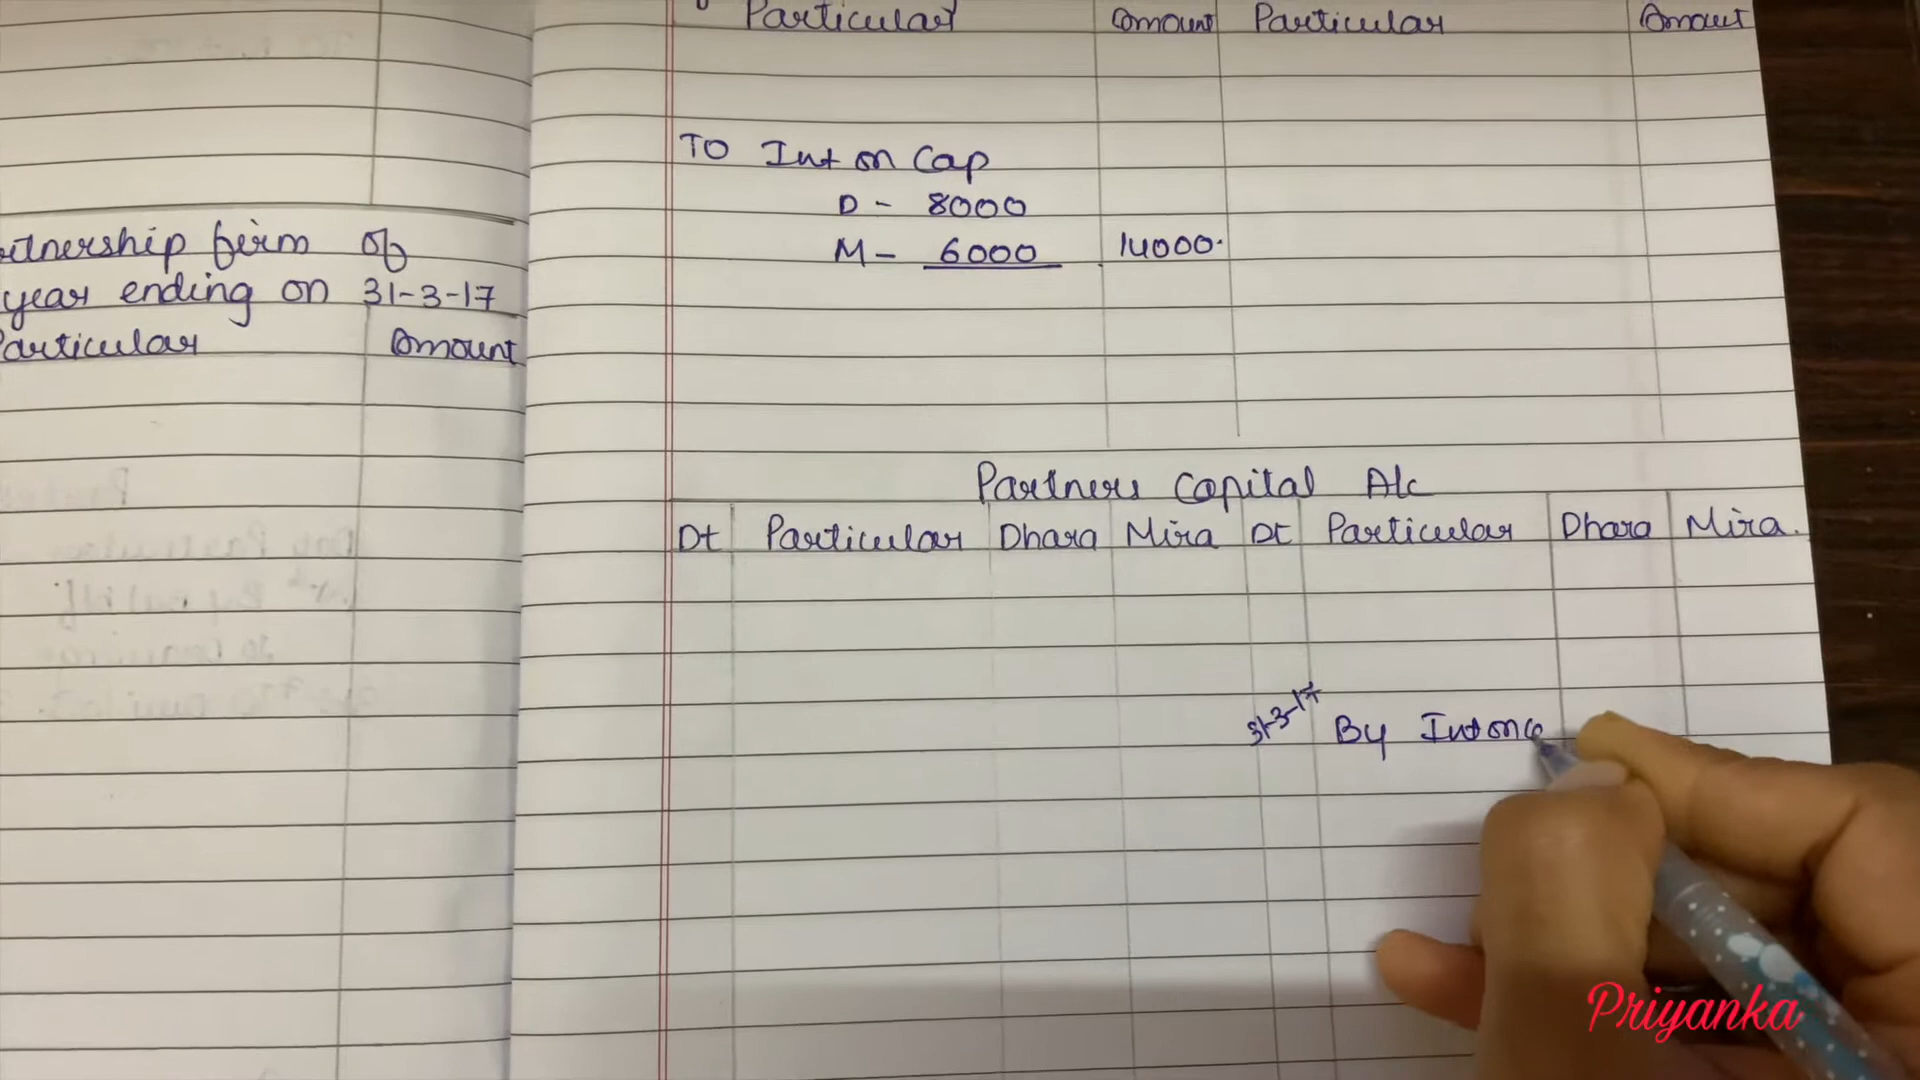 Particular Amount Particular Amount
TO Int on Cap
D - 8000
M - 6000 14000.
rtnership firm of
year ending on 31-3-17
Particular Amount
Partners Capital A/c
Dt Particular Dhara Mira Dt Particular Dhara Mira.
31-3-17 By Int on Ca
Priyanka